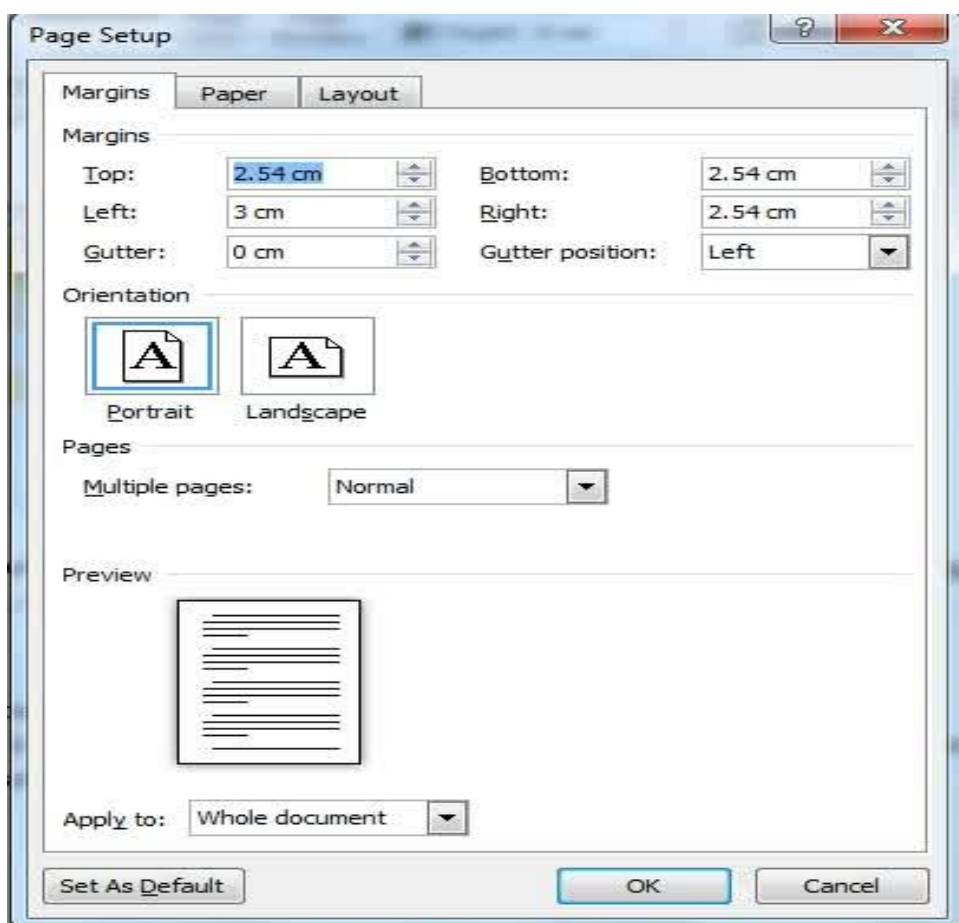 Page Setup
? X
Margins Paper Layout
Margins
Top: 2.54 cm Bottom: 2.54 cm
Left: 3 cm Right: 2.54 cm
Gutter: 0 cm Gutter position: Left
Orientation
A A
Portrait Landscape
Pages
Multiple pages: Normal
Preview
Apply to: Whole document
Set As Default OK Cancel